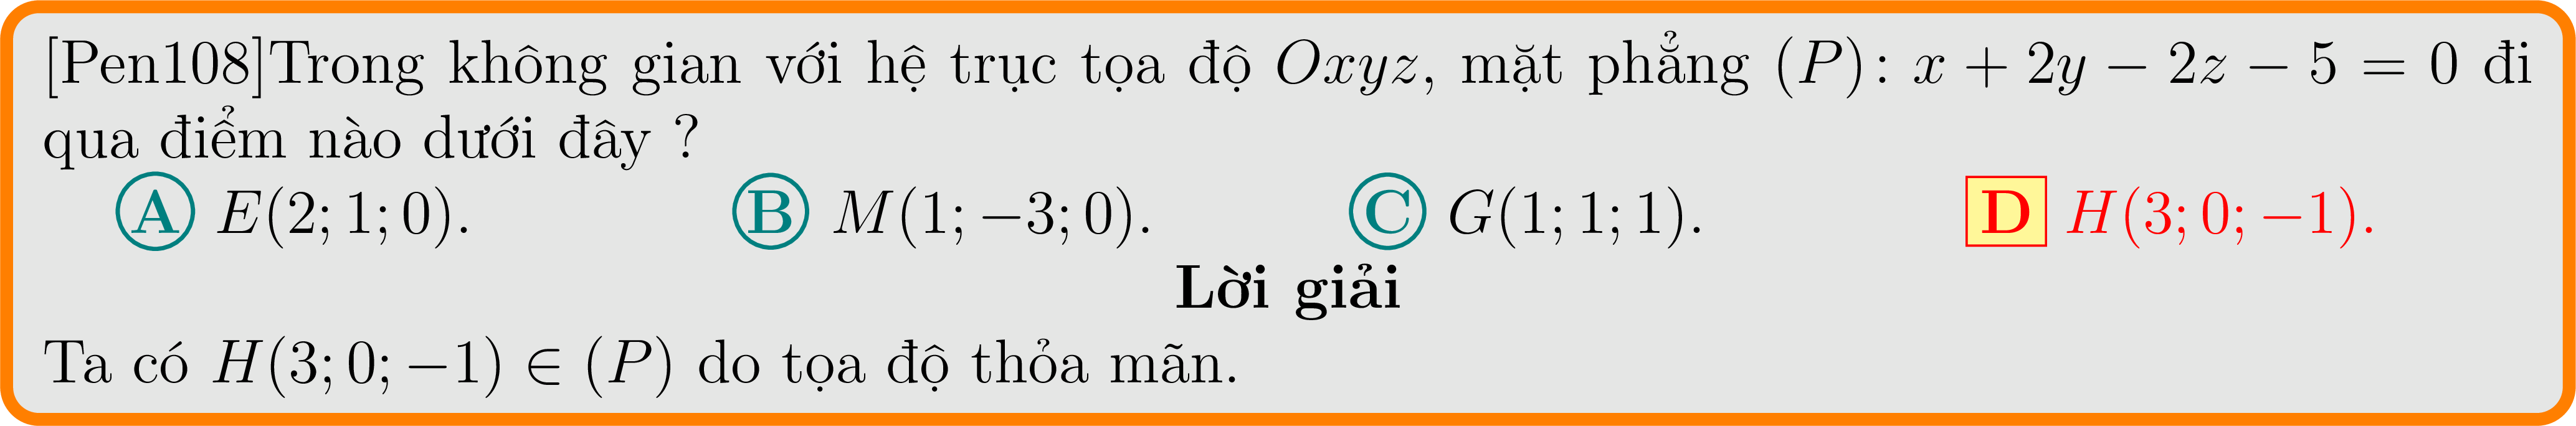 [Pen108]Trong không gian với hệ trục tọa độ Oxyz, mặt phẳng (P): x + 2y − 2z − 5 = 0 đi
qua điểm nào dưới đây ?
A E(2; 1; 0). B M(1; −3; 0). C G(1; 1; 1). D H(3; 0; −1).
Lời giải
Ta có H(3; 0; −1) ∈ (P) do tọa độ thỏa mãn.